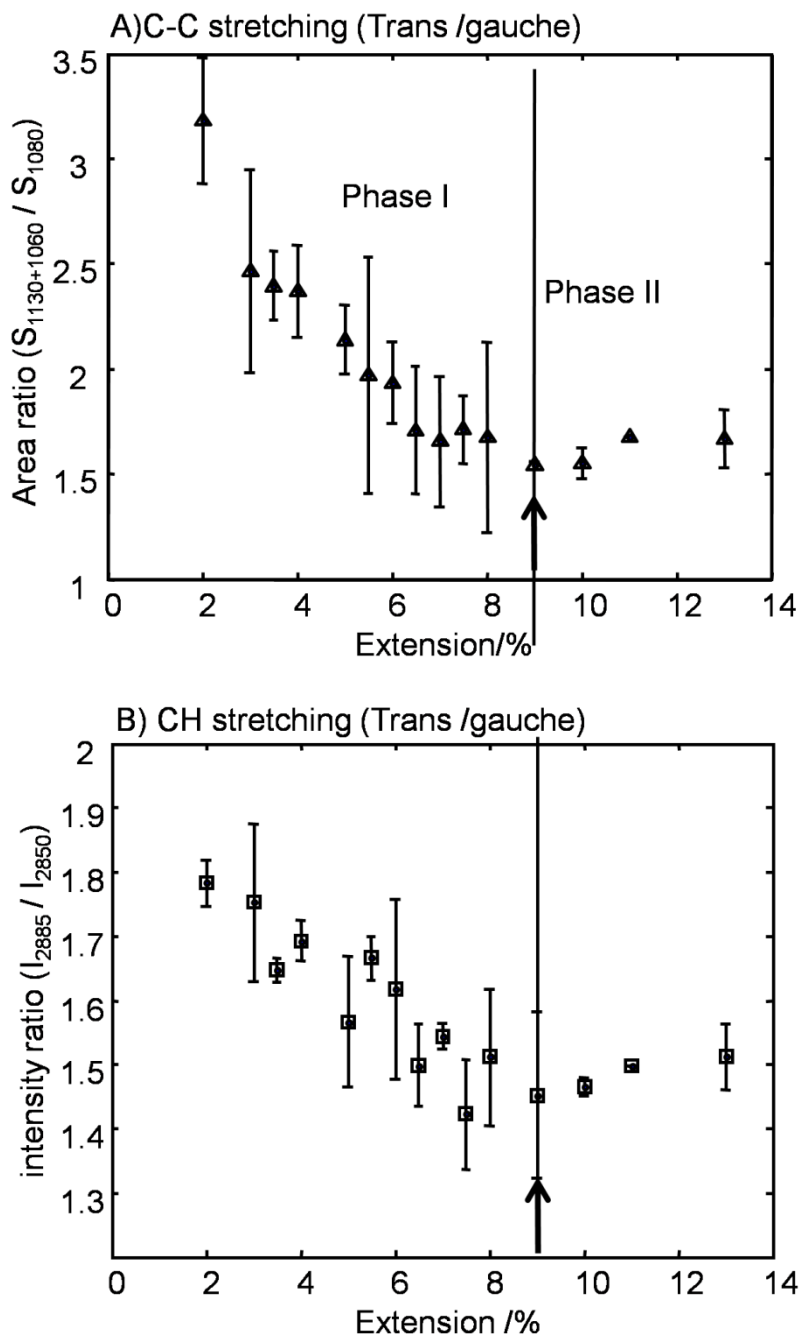 A)C-C stretching (Trans /gauche)
3.5
3
2.5
2
1.5
1
Area ratio (S1130+1060 / S1080)
Phase I
Phase II
0 2 4 6 8 10 12 14
Extension/%
B) CH stretching (Trans /gauche)
2
1.9
1.8
1.7
1.6
1.5
1.4
1.3
intensity ratio (I2885 / I2850)
0 2 4 6 8 10 12 14
Extension /%